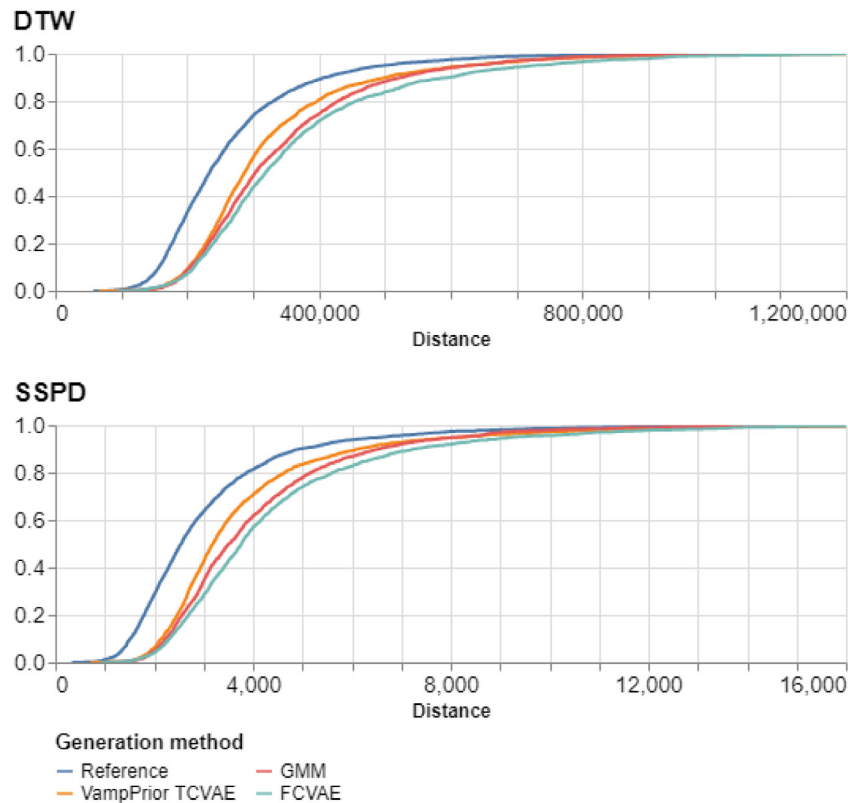 DTW
1.0
0.8
0.6
0.4
0.2
0.0
0 400,000 800,000 1,200,000
Distance
SSPD
1.0
0.8
0.6
0.4
0.2
0.0
0 4,000 8,000 12,000 16,000
Distance
Generation method
Reference GMM
VampPrior TCVAE FCVAE